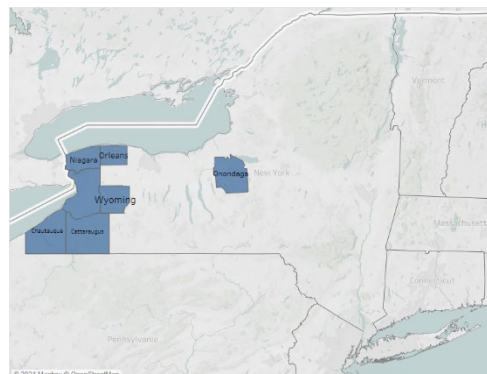 Vermont
Niagara
Orleans
Onondaga
New York
Wyoming
Massachusetts
Chautauqua
Cattaraugus
Connecticut
Pennsylvania
© 2024 Mapbox © OpenStreetMap